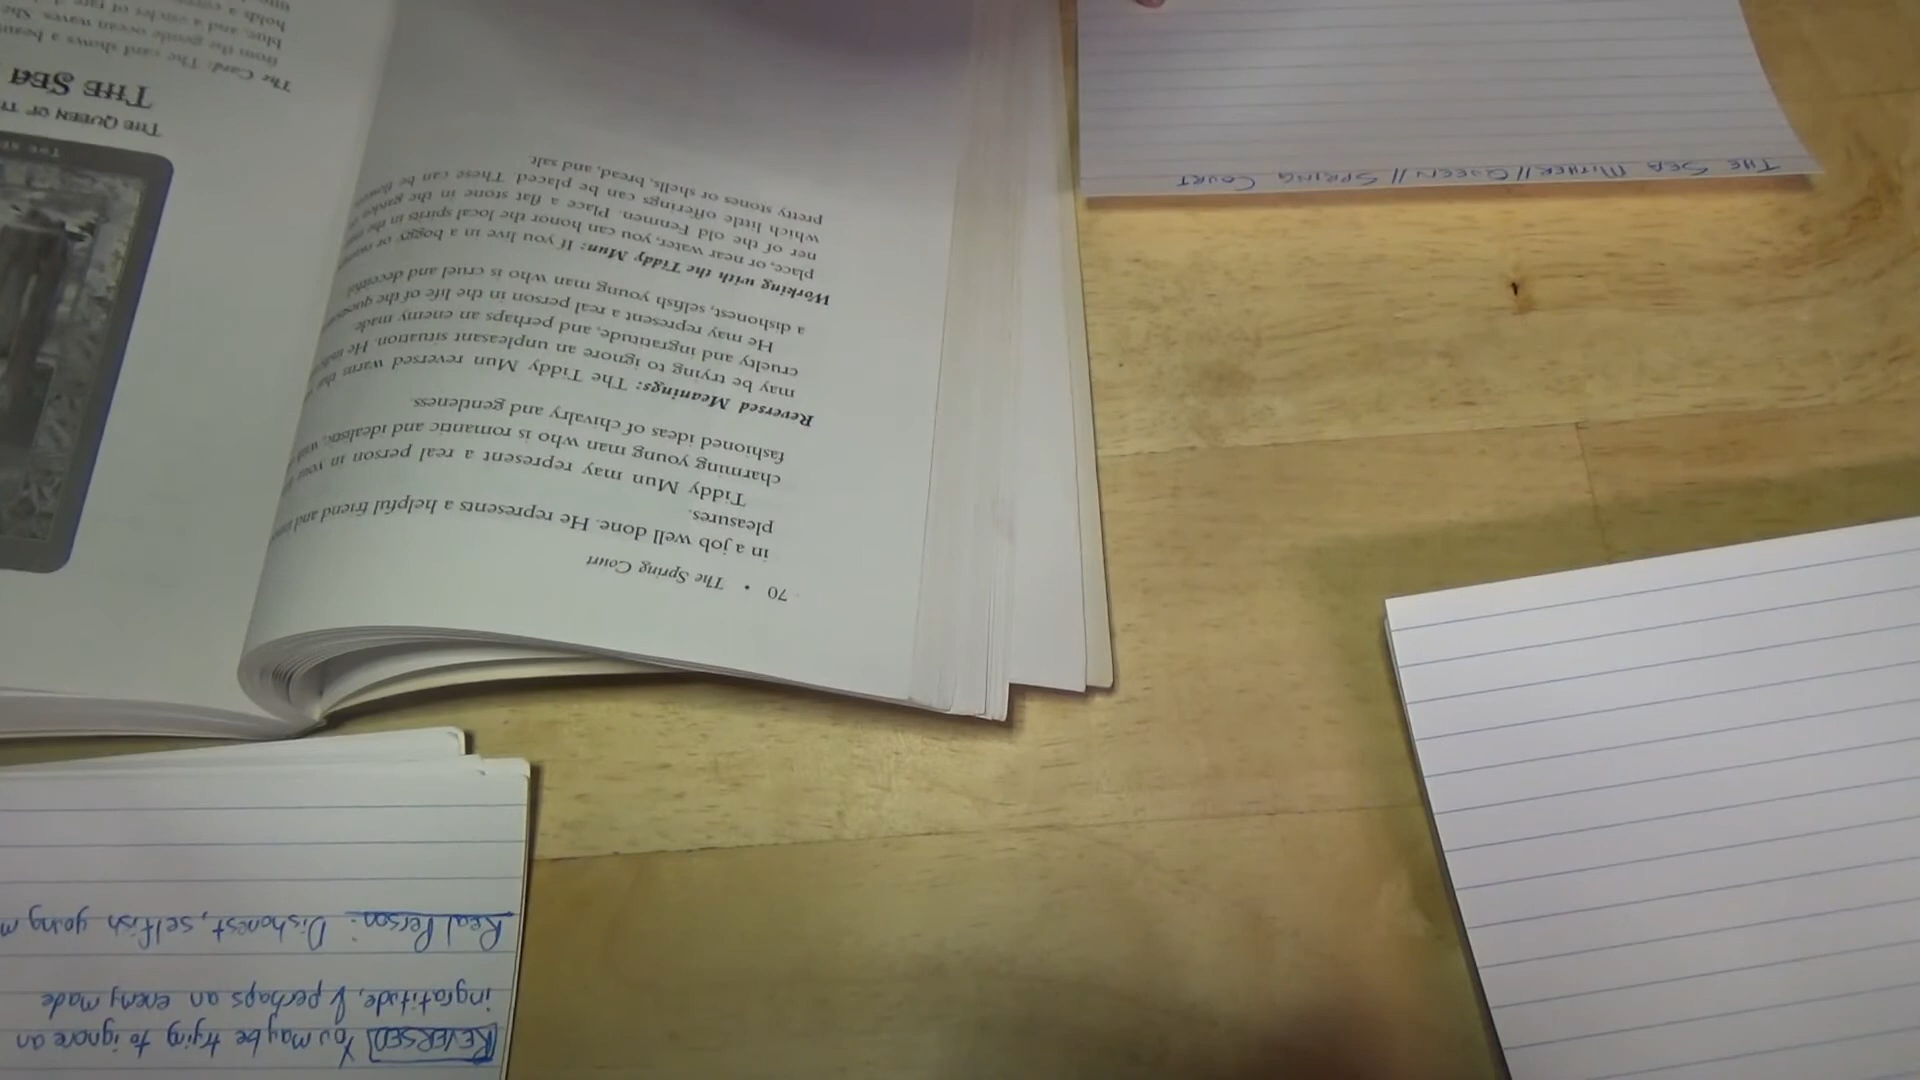 70 • The Spring Court
in a job well done. He represents a helpful friend and
pleasures.
Tiddy Mun may represent a real person in your
charming young man who is romantic and idealistic, with
fashioned ideas of chivalry and gentleness.
Reversed Meanings: The Tiddy Mun reversed warns
may be trying to ignore an unpleasant situation. He
cruelty and ingratitude, and perhaps an enemy made.
He may represent a real person in the life of the
a dishonest, selfish young man who is cruel and deceitful.
Working with the Tiddy Mun: If you live in a boggy or
place, or near water, you can honor the local spirits in the
ner of the old Fenmen. Place a flat stone in the garden
which little offerings can be placed. These can be
pretty stones or shells, bread, and salt.
THE QUEEN OF
THE SEA
The Card: The card shows a
from the gentle ocean waves. She
blue, and a
holds a
THE SEA MITHER // QUEEN // SPRING COURT
REVERSED You may be trying to ignore an
ingratitude, & perhaps an enemy made
Real Person: Dishonest, selfish young m